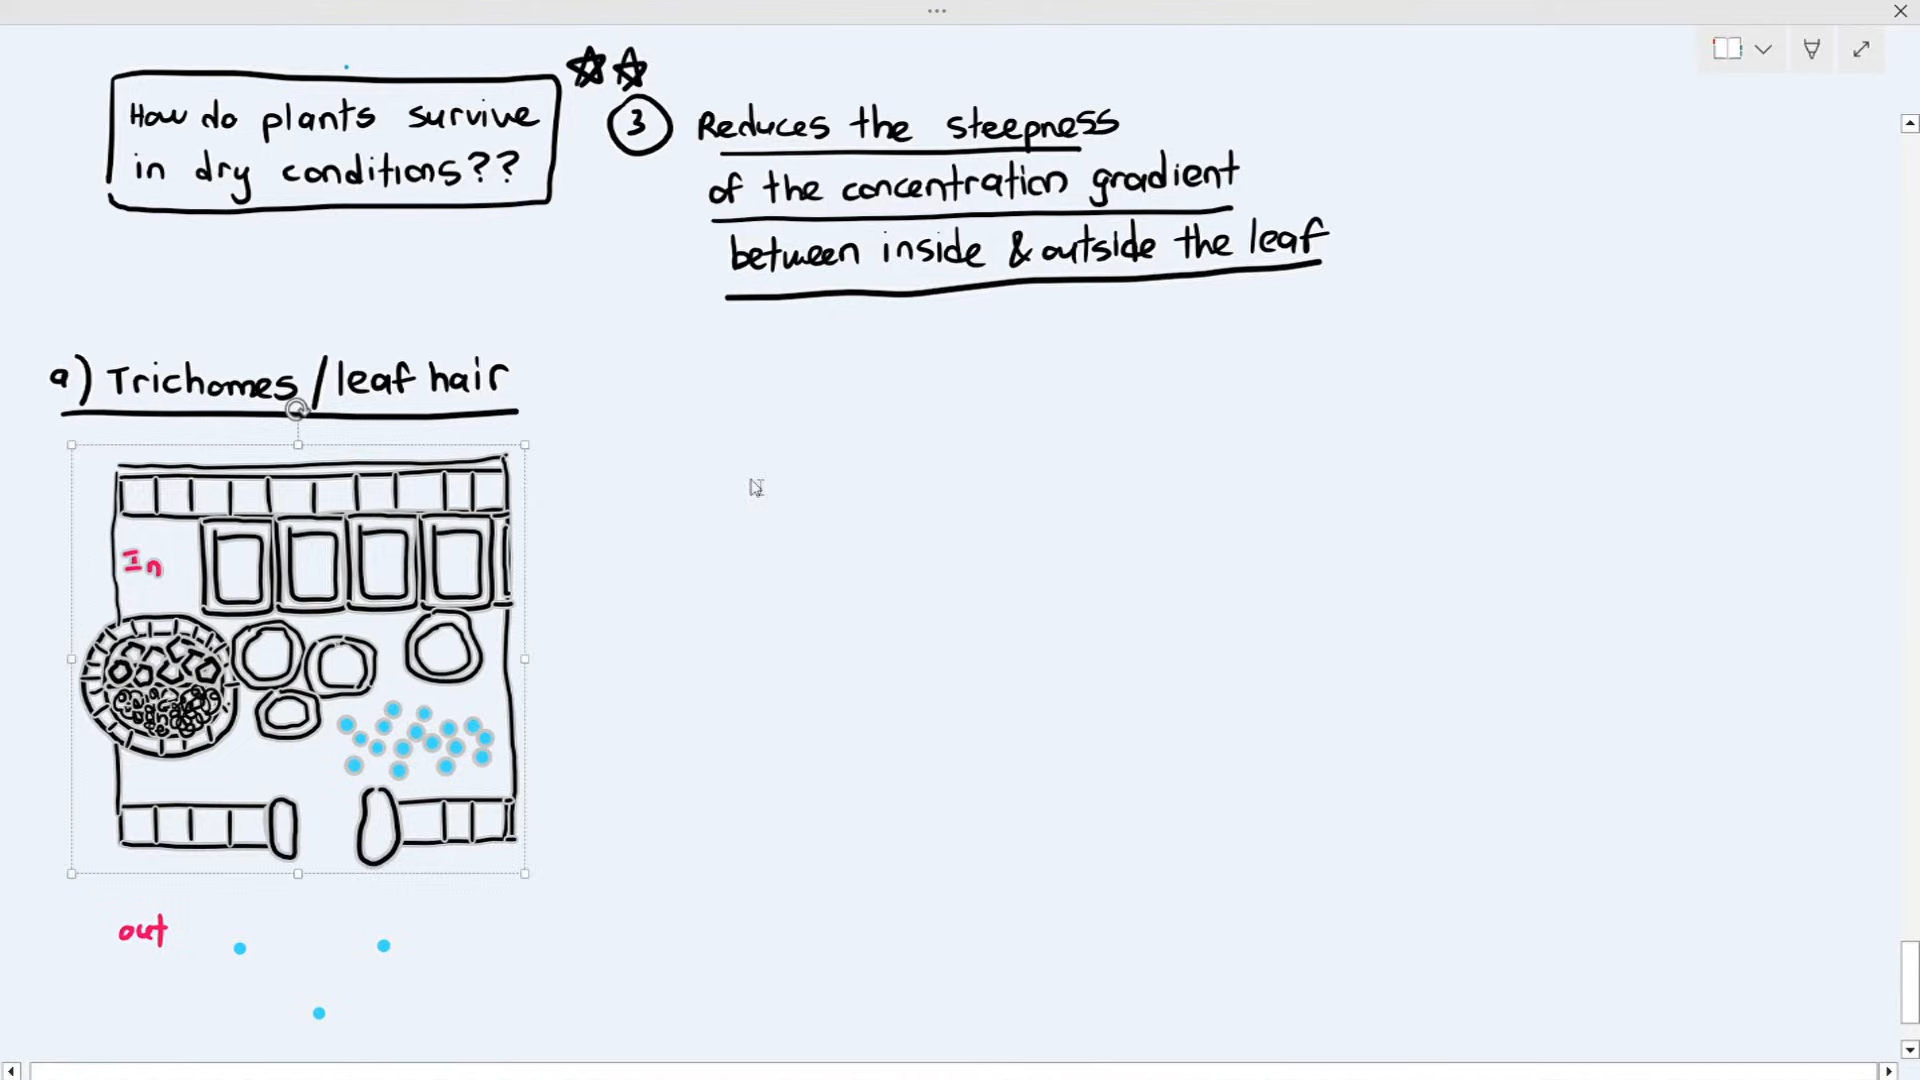 How do plants survive
in dry conditions??
3 Reduces the steepness
of the concentration gradient
between inside & outside the leaf
a) Trichomes/leaf hair
In
out